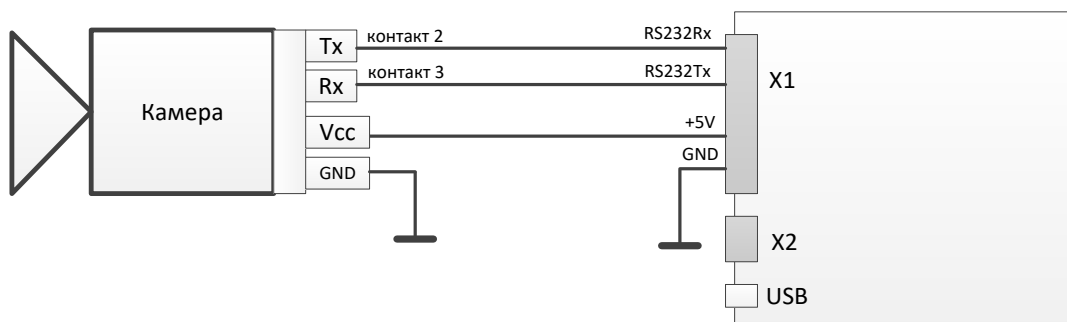 Tx контакт 2 RS232Rx
Rx контакт 3 RS232Tx
X1
Камера
Vcc +5V
GND
GND
X2
USB